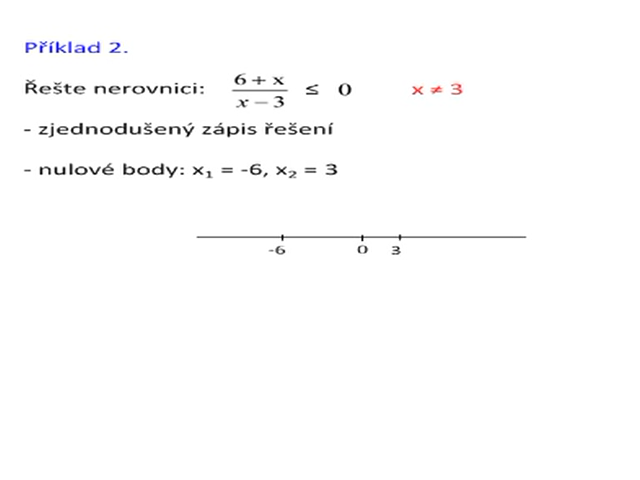 Příklad 2.
Řešte nerovnici: (6 + x)/(x − 3) ≤ 0 x ≠ 3
- zjednodušený zápis řešení
- nulové body: x₁ = -6, x₂ = 3
-6 0 3